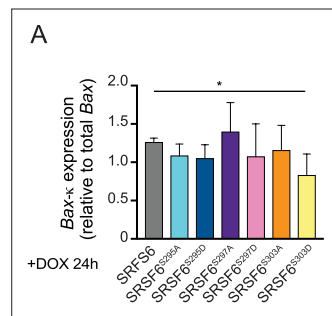 A
*
Bax-κ expression
(relative to total Bax)
2.0
1.5
1.0
0.5
0
+DOX 24h
SRFS6
SRSF6S295A
SRSF6S295D
SRSF6S297A
SRSF6S297D
SRSF6S303A
SRSF6S303D